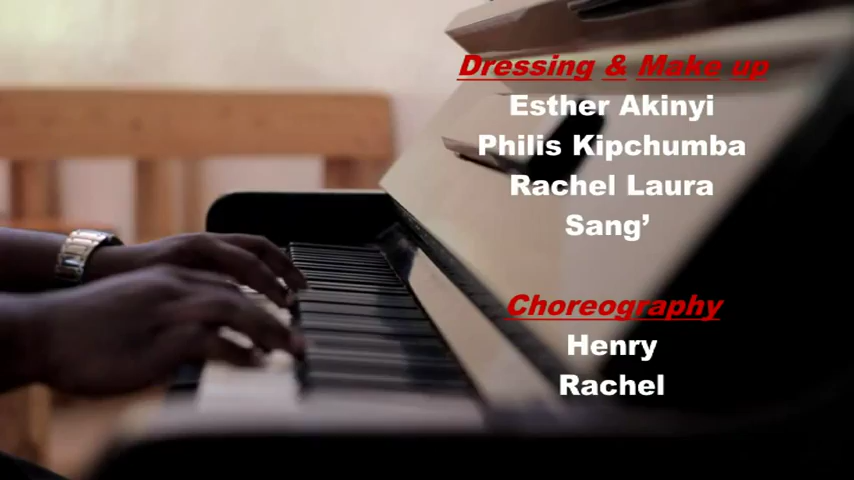 Dressing & Make up
Esther Akinyi
Philis Kipchumba
Rachel Laura
Sang’
Choreography
Henry
Rachel